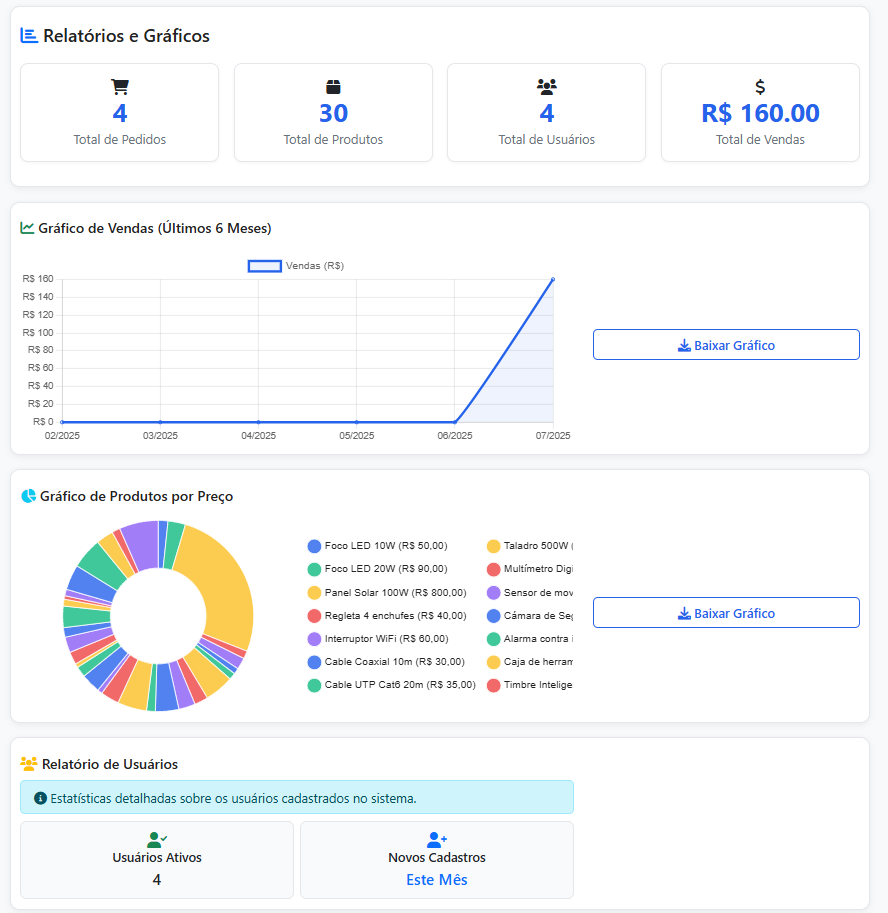 Relatórios e Gráficos
4
Total de Pedidos
30
Total de Produtos
4
Total de Usuários
R$ 160.00
Total de Vendas
Gráfico de Vendas (Últimos 6 Meses)
Vendas (R$)
R$ 160
R$ 140
R$ 120
R$ 100
R$ 80
R$ 60
R$ 40
R$ 20
R$ 0
02/2025 03/2025 04/2025 05/2025 06/2025 07/2025
Baixar Gráfico
Gráfico de Produtos por Preço
Foco LED 10W (R$ 50,00)
Foco LED 20W (R$ 90,00)
Panel Solar 100W (R$ 800,00)
Regleta 4 enchufes (R$ 40,00)
Interruptor WiFi (R$ 60,00)
Cable Coaxial 10m (R$ 30,00)
Cable UTP Cat6 20m (R$ 35,00)
Taladro 500W (
Multímetro Digi
Sensor de mov
Cámara de Seg
Alarma contra i
Caja de herram
Timbre Intelige
Baixar Gráfico
Relatório de Usuários
Estatísticas detalhadas sobre os usuários cadastrados no sistema.
Usuários Ativos
4
Novos Cadastros
Este Mês